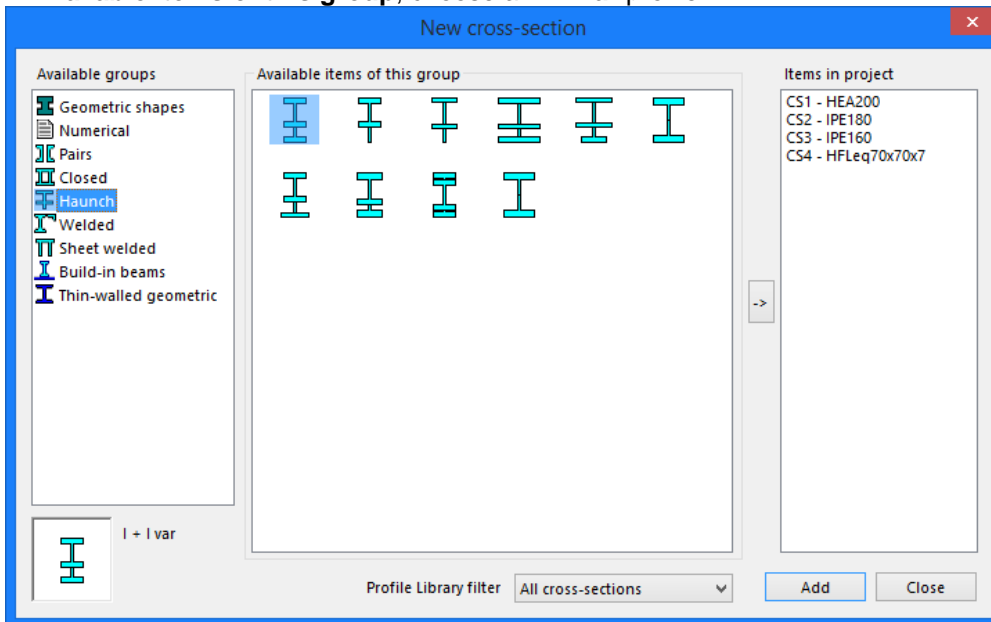 New cross-section
Available groups
Available items of this group
Items in project
Geometric shapes
Numerical
Pairs
Closed
Haunch
Welded
Sheet welded
Build-in beams
Thin-walled geometric
->
CS1 - HEA200
CS2 - IPE180
CS3 - IPE160
CS4 - HFLeq70x70x7
I + I var
Profile Library filter
All cross-sections
Add
Close